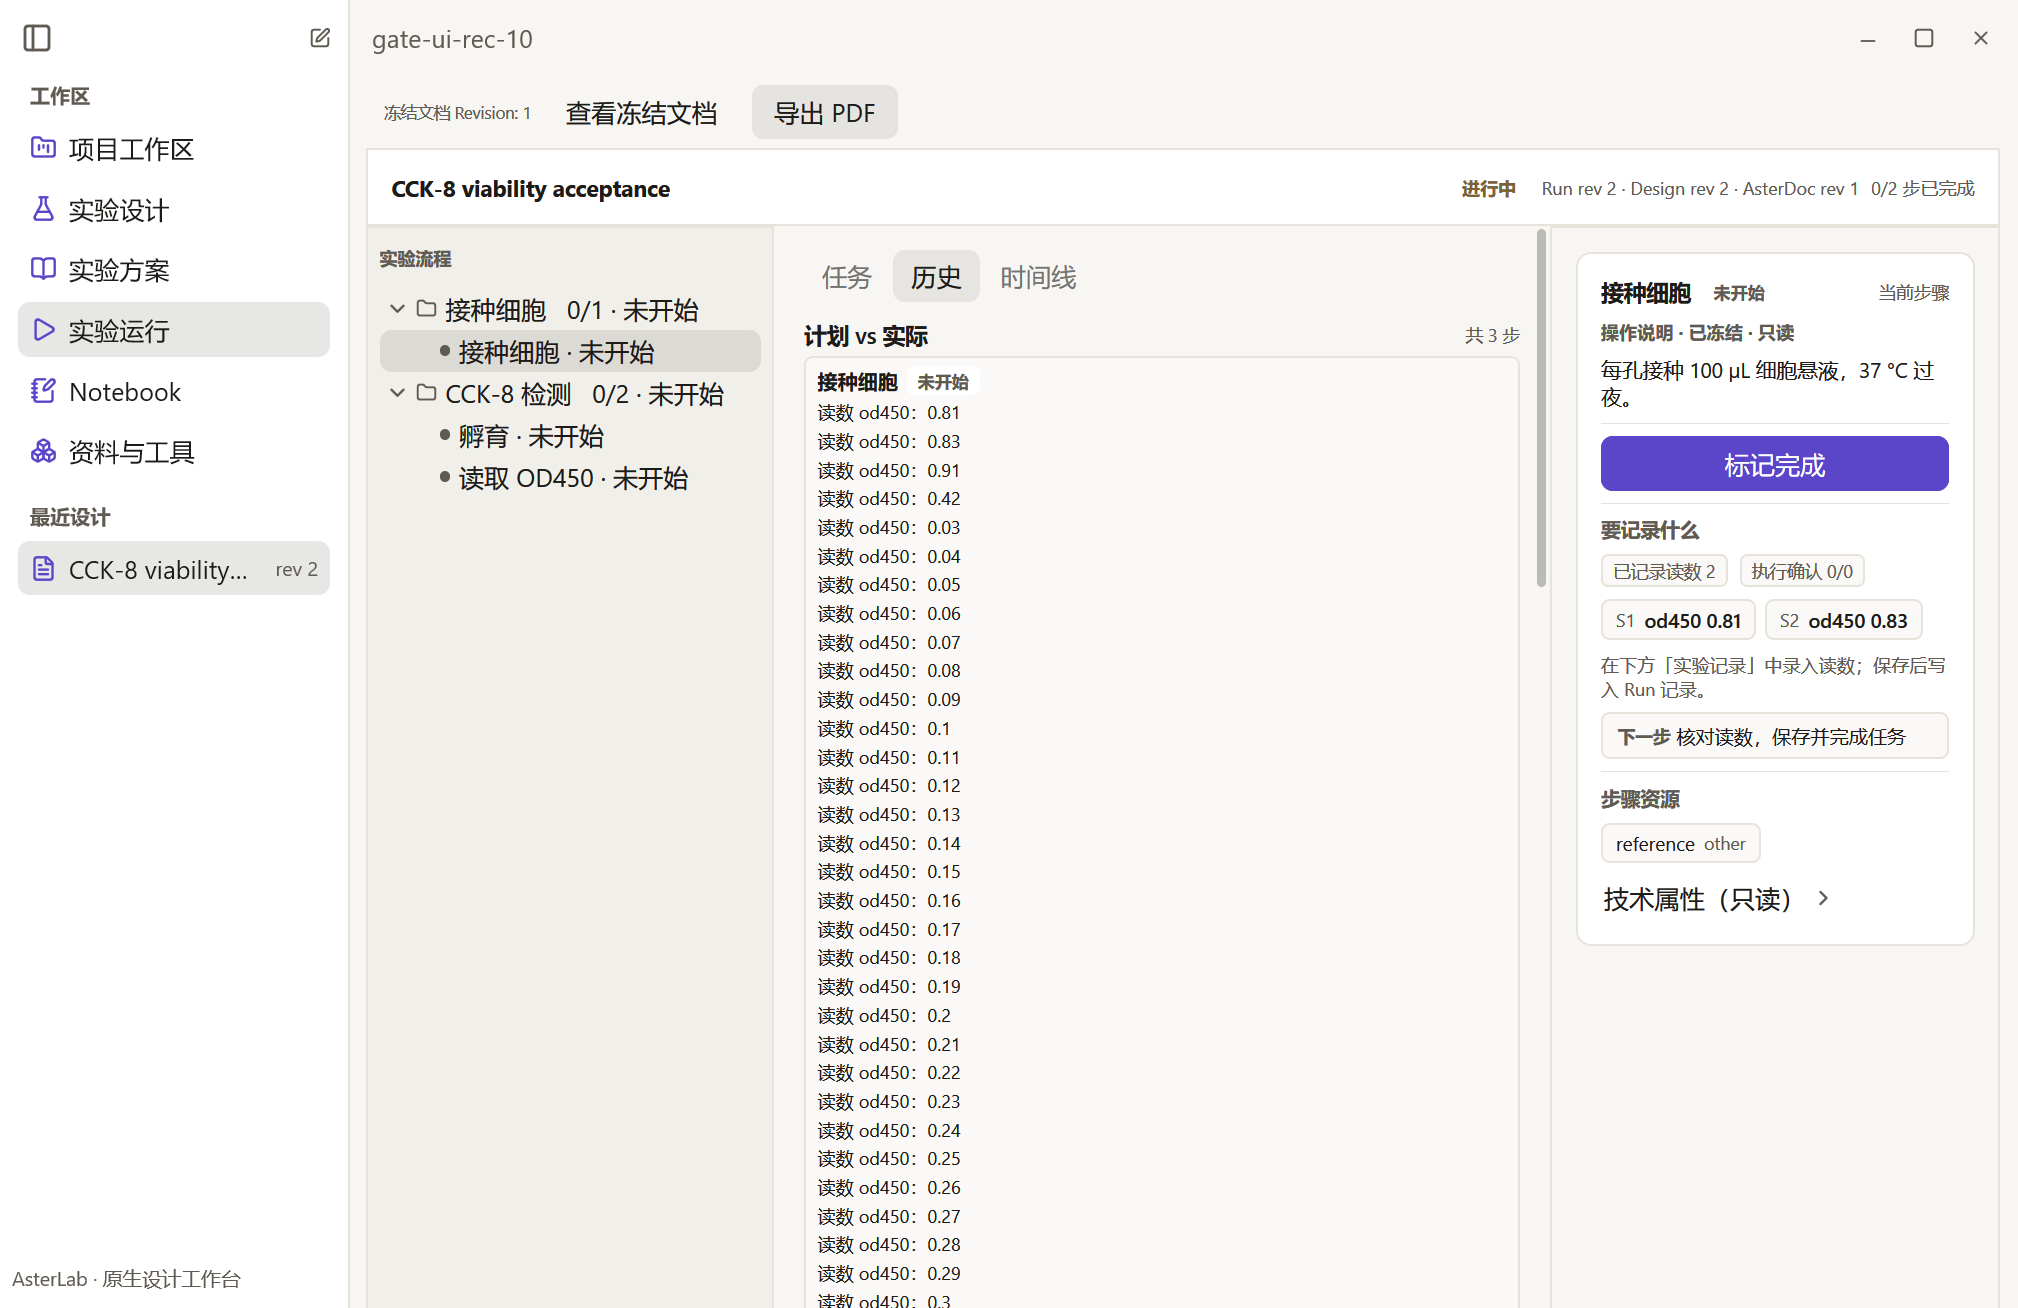 工作区
项目工作区
实验设计
实验方案
实验运行
Notebook
资料与工具
最近设计
CCK-8 viability... rev 2
AsterLab · 原生设计工作台
gate-ui-rec-10
冻结文档 Revision: 1 查看冻结文档 导出 PDF
CCK-8 viability acceptance 进行中 Run rev 2 · Design rev 2 · AsterDoc rev 1 0/2 步已完成
实验流程
接种细胞 0/1 · 未开始
接种细胞 · 未开始
CCK-8 检测 0/2 · 未开始
孵育 · 未开始
读取 OD450 · 未开始
任务 历史 时间线
计划 vs 实际 共 3 步
接种细胞 未开始
读数 od450：0.81
读数 od450：0.83
读数 od450：0.91
读数 od450：0.42
读数 od450：0.03
读数 od450：0.04
读数 od450：0.05
读数 od450：0.06
读数 od450：0.07
读数 od450：0.08
读数 od450：0.09
读数 od450：0.1
读数 od450：0.11
读数 od450：0.12
读数 od450：0.13
读数 od450：0.14
读数 od450：0.15
读数 od450：0.16
读数 od450：0.17
读数 od450：0.18
读数 od450：0.19
读数 od450：0.2
读数 od450：0.21
读数 od450：0.22
读数 od450：0.23
读数 od450：0.24
读数 od450：0.25
读数 od450：0.26
读数 od450：0.27
读数 od450：0.28
读数 od450：0.29
读数 od450：0.3
接种细胞 未开始 当前步骤
操作说明 · 已冻结 · 只读
每孔接种 100 µL 细胞悬液，37 °C 过
夜。
标记完成
要记录什么
已记录读数 2 执行确认 0/0
S1 od450 0.81 S2 od450 0.83
在下方「实验记录」中录入读数；保存后写
入 Run 记录。
下一步 核对读数，保存并完成任务
步骤资源
reference other
技术属性（只读）